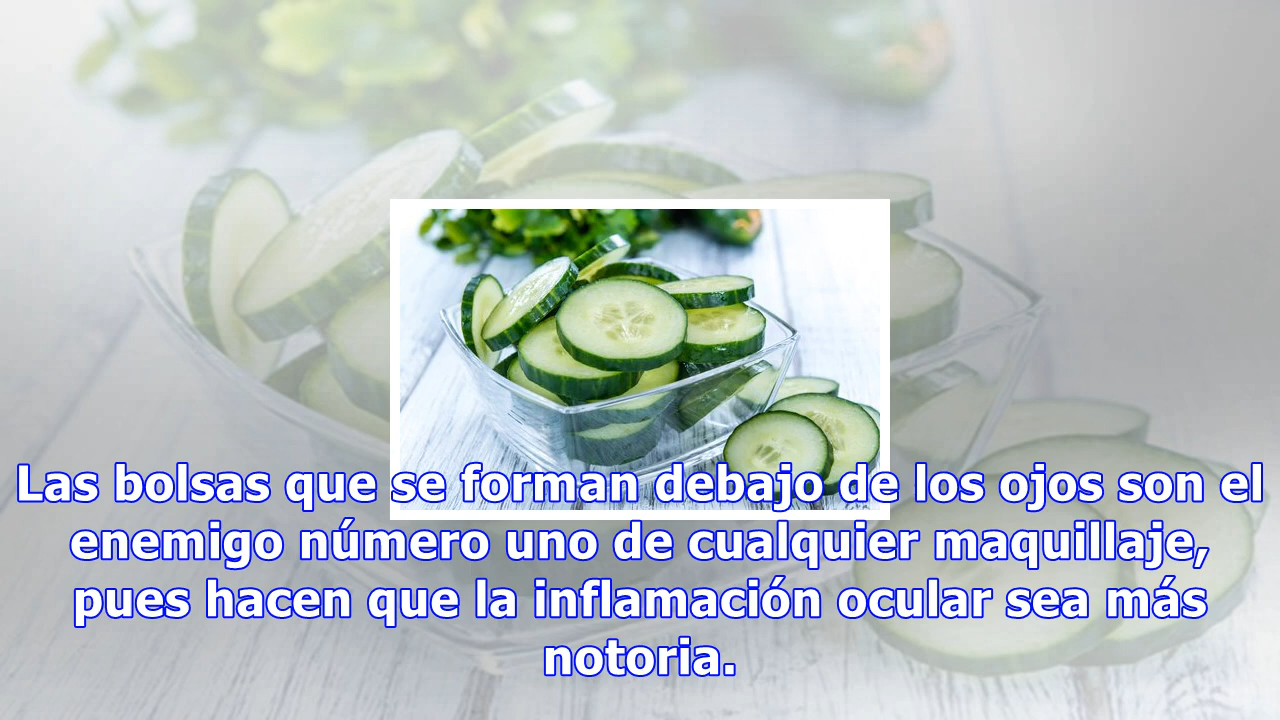 Las bolsas que se forman debajo de los ojos son el
enemigo número uno de cualquier maquillaje,
pues hacen que la inflamación ocular sea más
notoria.